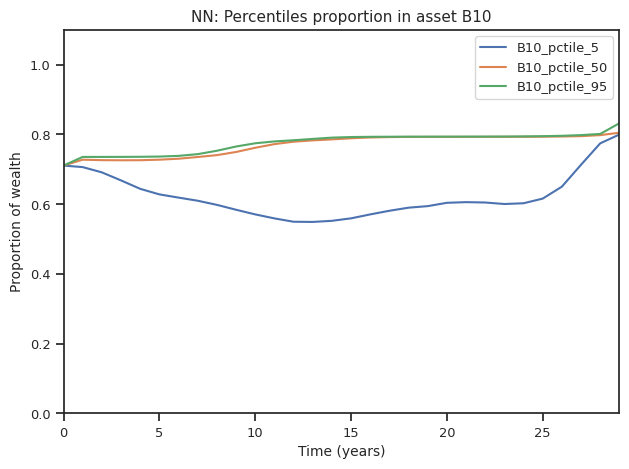 NN: Percentiles proportion in asset B10
B10_pctile_5
B10_pctile_50
B10_pctile_95
Proportion of wealth
1.0
0.8
0.6
0.4
0.2
0.0
0 5 10 15 20 25
Time (years)